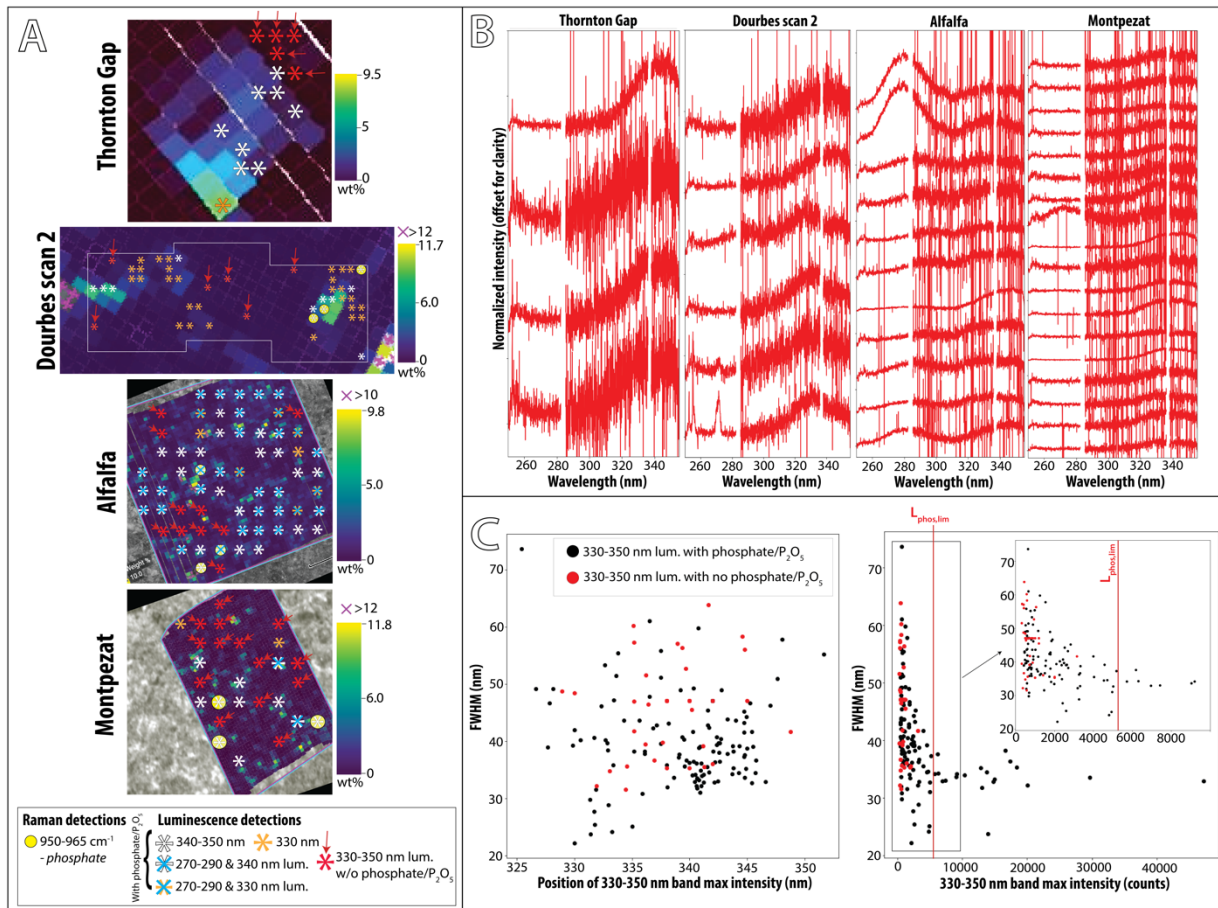 A
Thornton Gap
9.5
5
0
wt%
Dourbes scan 2
>12
11.7
6.0
0
wt%
Alfalfa
>10
9.8
5.0
0
wt%
Montpezat
>12
11.8
6.0
0
wt%
Raman detections
950-965 cm⁻¹
- phosphate
With phosphate/P₂O₅
Luminescence detections
340-350 nm
330 nm
270-290 & 340 nm lum.
270-290 & 330 nm lum.
330-350 nm lum.
w/o phosphate/P₂O₅
B
Thornton Gap Dourbes scan 2 Alfalfa Montpezat
Normalized intensity (offset for clarity)
260 280 300 320 340 260 280 300 320 340 260 280 300 320 340 260 280 300 320 340
Wavelength (nm) Wavelength (nm) Wavelength (nm) Wavelength (nm)
C
330-350 nm lum. with phosphate/P₂O₅
330-350 nm lum. with no phosphate/P₂O₅
FWHM (nm)
70
60
50
40
30
20
325 330 335 340 345 350
Position of 330-350 nm band max intensity (nm)
Lphos,lim
FWHM (nm)
70
60
50
40
30
20
0 10000 20000 30000 40000
330-350 nm band max intensity (counts)
Lphos,lim
70
60
50
40
30
20
0 2000 4000 6000 8000